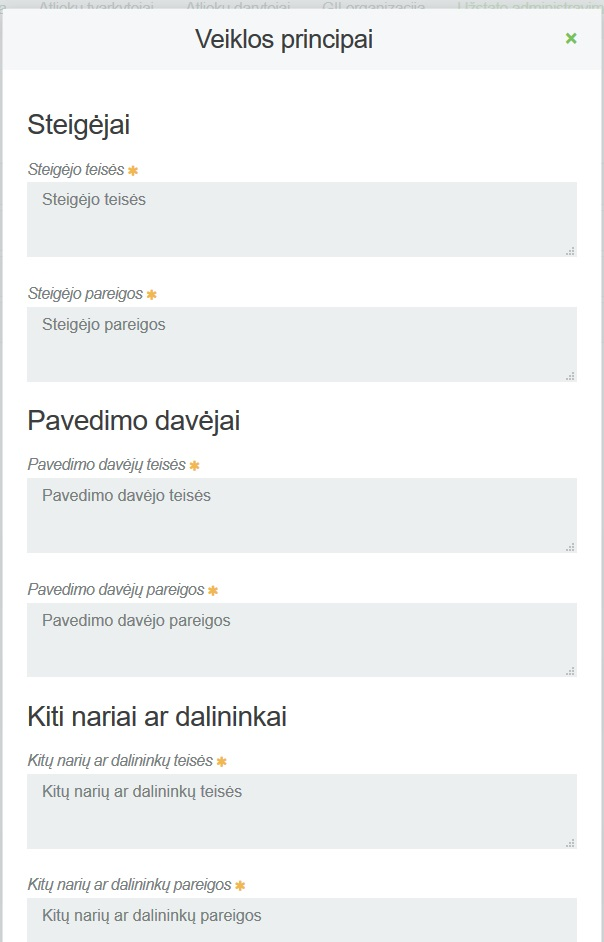 Atliekų tvarkytojai Atliekų darytojai GII organizacija Užstato administravim
Veiklos principai
Steigėjai
Steigėjo teisės ✱
Steigėjo teisės
Steigėjo pareigos ✱
Steigėjo pareigos
Pavedimo davėjai
Pavedimo davėjų teisės ✱
Pavedimo davėjo teisės
Pavedimo davėjų pareigos ✱
Pavedimo davėjo pareigos
Kiti nariai ar dalininkai
Kitų narių ar dalininkų teisės ✱
Kitų narių ar dalininkų teisės
Kitų narių ar dalininkų pareigos ✱
Kitų narių ar dalininkų pareigos